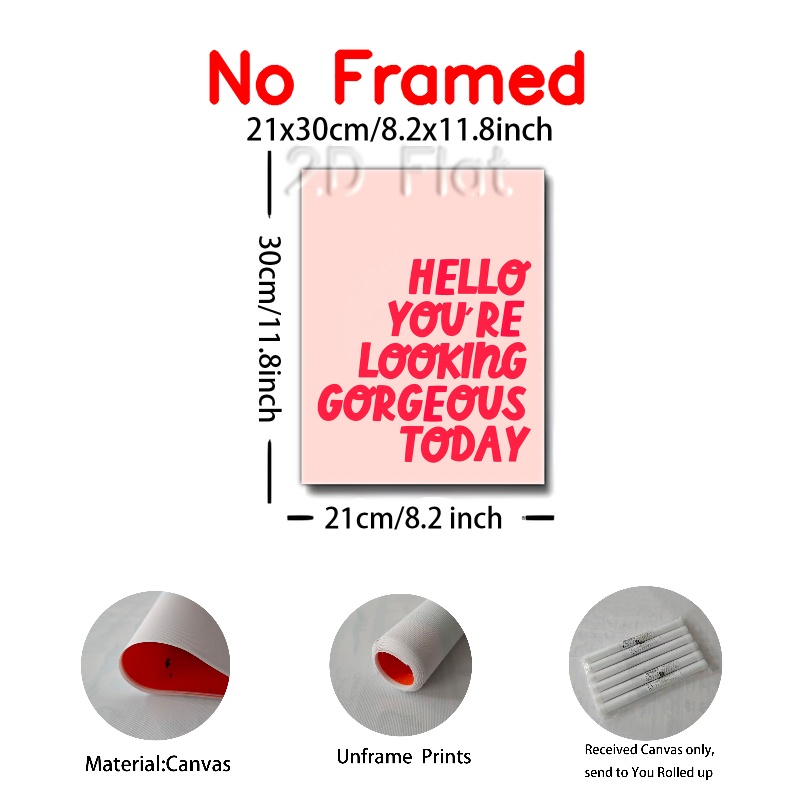 No Framed
21x30cm/8.2x11.8inch
2.D Flat.
30cm/11.8inch
HELLO
YOU'RE
LOOKING
GORGEOUS
TODAY
21cm/8.2 inch
Material:Canvas
Unframe Prints
Received Canvas only,
send to You Rolled up